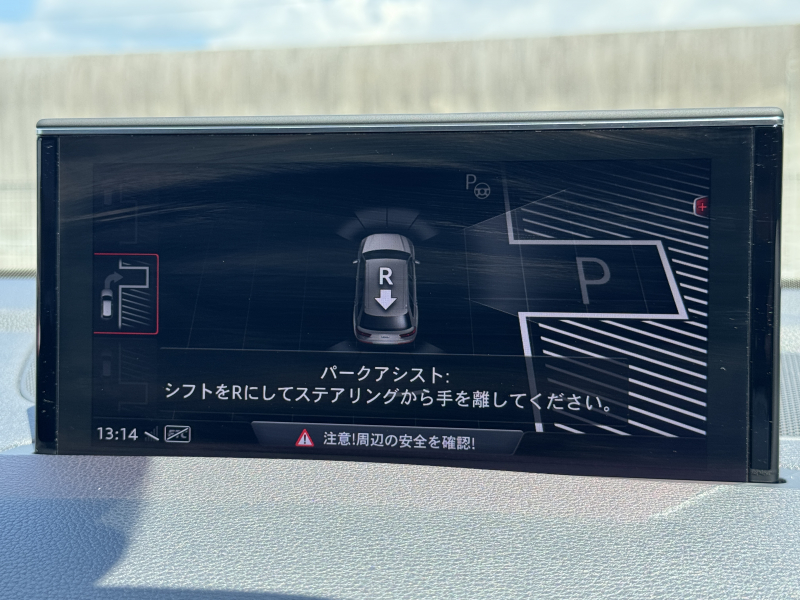 P
P
R
パークアシスト:
シフトをRにしてステアリングから手を離してください。
13:14
ETC
注意!周辺の安全を確認!